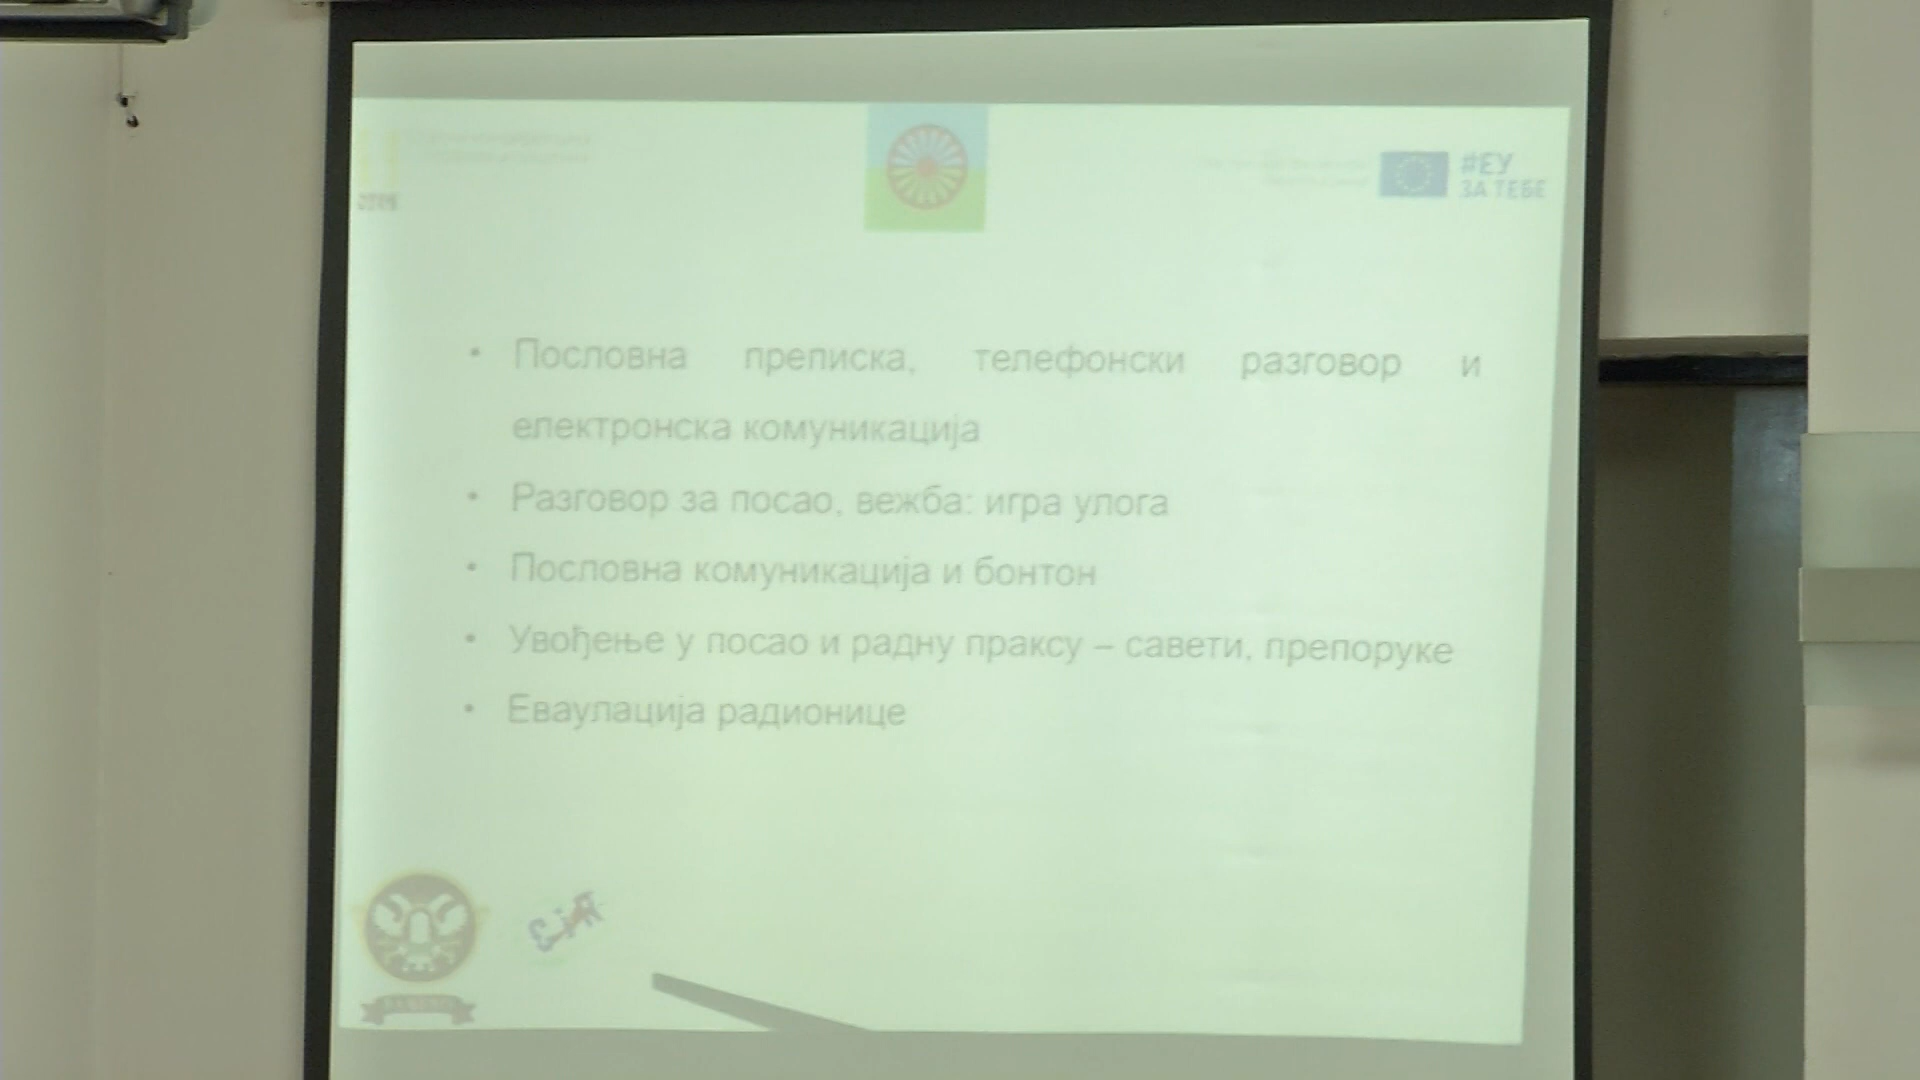 #ЕУ
ЗА ТЕБЕ
• Пословна преписка, телефонски разговор и
електронска комуникација
• Разговор за посао, вежба: игра улога
• Пословна комуникација и бонтон
• Увођење у посао и радну праксу – савети, препоруке
• Еваулација радионице